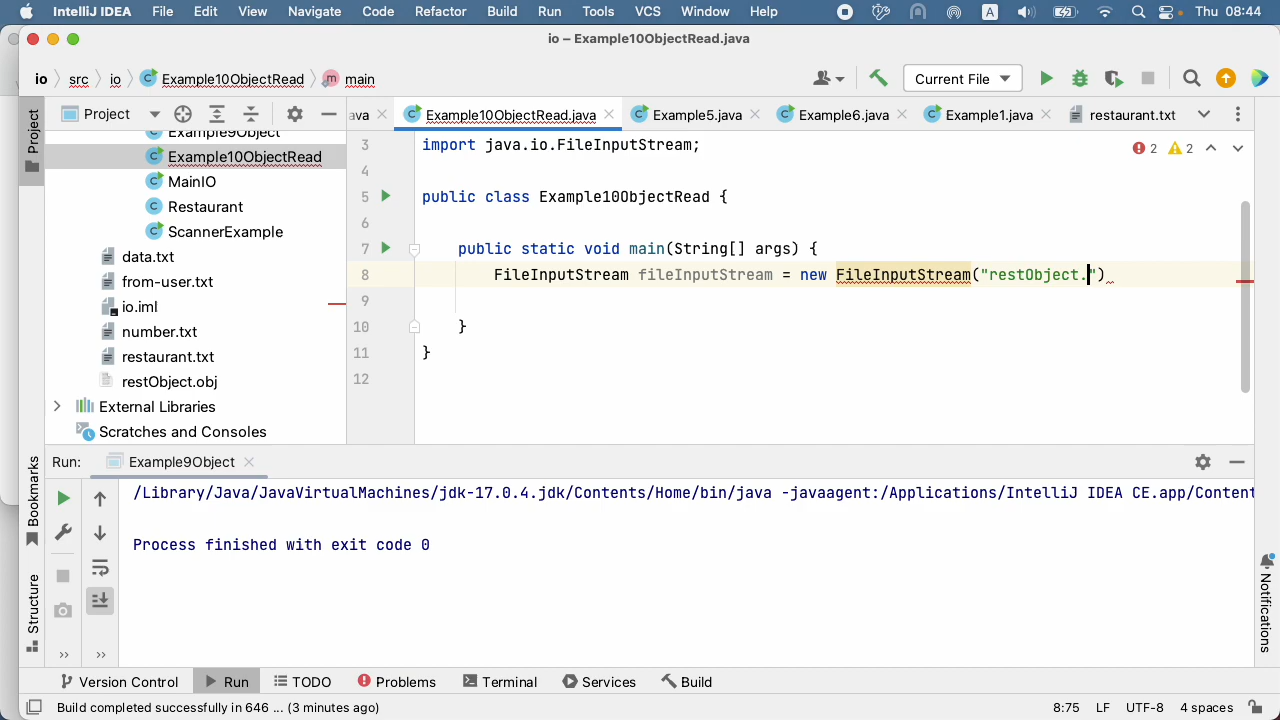 IntelliJ IDEA File Edit View Navigate Code Refactor Build Run Tools VCS Window Help A Thu 08:44
io – Example10ObjectRead.java
io src io Example10ObjectRead m main Current File
Project Project ava Example10ObjectRead.java Example5.java Example6.java Example1.java restaurant.txt
Example9Object
Example10ObjectRead
MainIO
Restaurant
ScannerExample
data.txt
from-user.txt
io.iml
number.txt
restaurant.txt
restObject.obj
External Libraries
Scratches and Consoles
2 2
3 import java.io.FileInputStream;
4
5 public class Example10ObjectRead {
6
7 public static void main(String[] args) {
8 FileInputStream fileInputStream = new FileInputStream("restObject.")
9
10 }
11 }
12
Run: Example9Object
/Library/Java/JavaVirtualMachines/jdk-17.0.4.jdk/Contents/Home/bin/java -javaagent:/Applications/IntelliJ IDEA CE.app/Content
Process finished with exit code 0
Bookmarks
Structure
Notifications
Version Control Run TODO Problems Terminal Services Build
Build completed successfully in 646 ... (3 minutes ago) 8:75 LF UTF-8 4 spaces